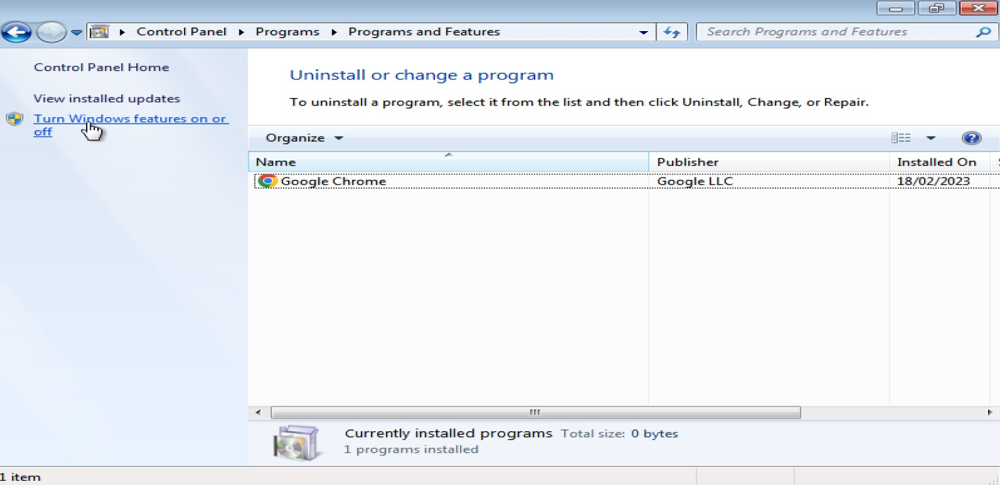 Control Panel Programs Programs and Features
Search Programs and Features
Control Panel Home
View installed updates
Turn Windows features on or
off
Uninstall or change a program
To uninstall a program, select it from the list and then click Uninstall, Change, or Repair.
Organize
Name Publisher Installed On
Google Chrome Google LLC 18/02/2023
Currently installed programs Total size: 0 bytes
1 programs installed
1 item